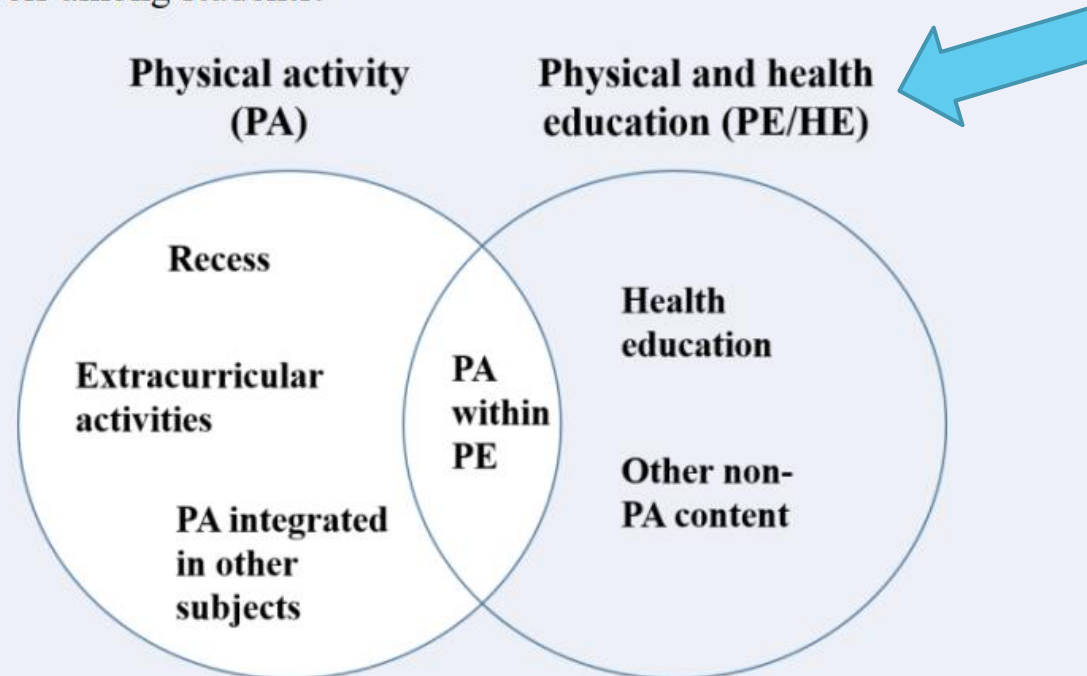 Physical activity
(PA)
Physical and health
education (PE/HE)
Recess
Extracurricular
activities
PA integrated
in other
subjects
PA
within
PE
Health
education
Other non-
PA content